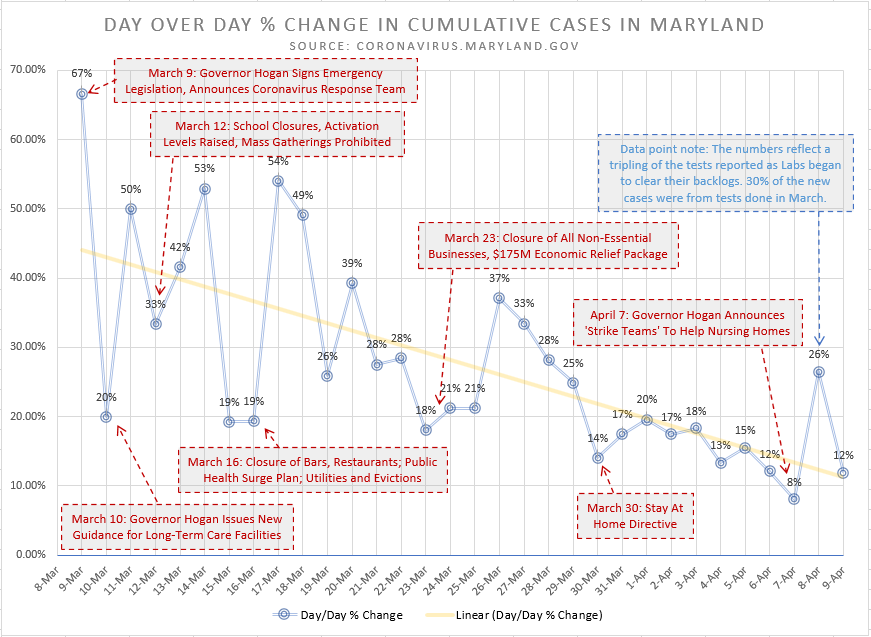 DAY OVER DAY % CHANGE IN CUMULATIVE CASES IN MARYLAND
SOURCE: CORONAVIRUS.MARYLAND.GOV
70.00%
60.00%
50.00%
40.00%
30.00%
20.00%
10.00%
0.00%
67%
March 9: Governor Hogan Signs Emergency
Legislation, Announces Coronavirus Response Team
March 12: School Closures, Activation
Levels Raised, Mass Gatherings Prohibited
Data point note: The numbers reflect a
tripling of the tests reported as Labs began
to clear their backlogs. 30% of the new
cases were from tests done in March.
March 23: Closure of All Non-Essential
Businesses, $175M Economic Relief Package
April 7: Governor Hogan Announces
'Strike Teams' To Help Nursing Homes
March 16: Closure of Bars, Restaurants; Public
Health Surge Plan; Utilities and Evictions
March 30: Stay At
Home Directive
March 10: Governor Hogan Issues New
Guidance for Long-Term Care Facilities
20%
50%
33%
42%
53%
19%
19%
54%
49%
26%
39%
28%
28%
18%
21%
21%
37%
33%
28%
25%
14%
17%
20%
17%
18%
13%
15%
12%
8%
26%
12%
8-Mar
9-Mar
10-Mar
11-Mar
12-Mar
13-Mar
14-Mar
15-Mar
16-Mar
17-Mar
18-Mar
19-Mar
20-Mar
21-Mar
22-Mar
23-Mar
24-Mar
25-Mar
26-Mar
27-Mar
28-Mar
29-Mar
30-Mar
31-Mar
1-Apr
2-Apr
3-Apr
4-Apr
5-Apr
6-Apr
7-Apr
8-Apr
9-Apr
Day/Day % Change
Linear (Day/Day % Change)